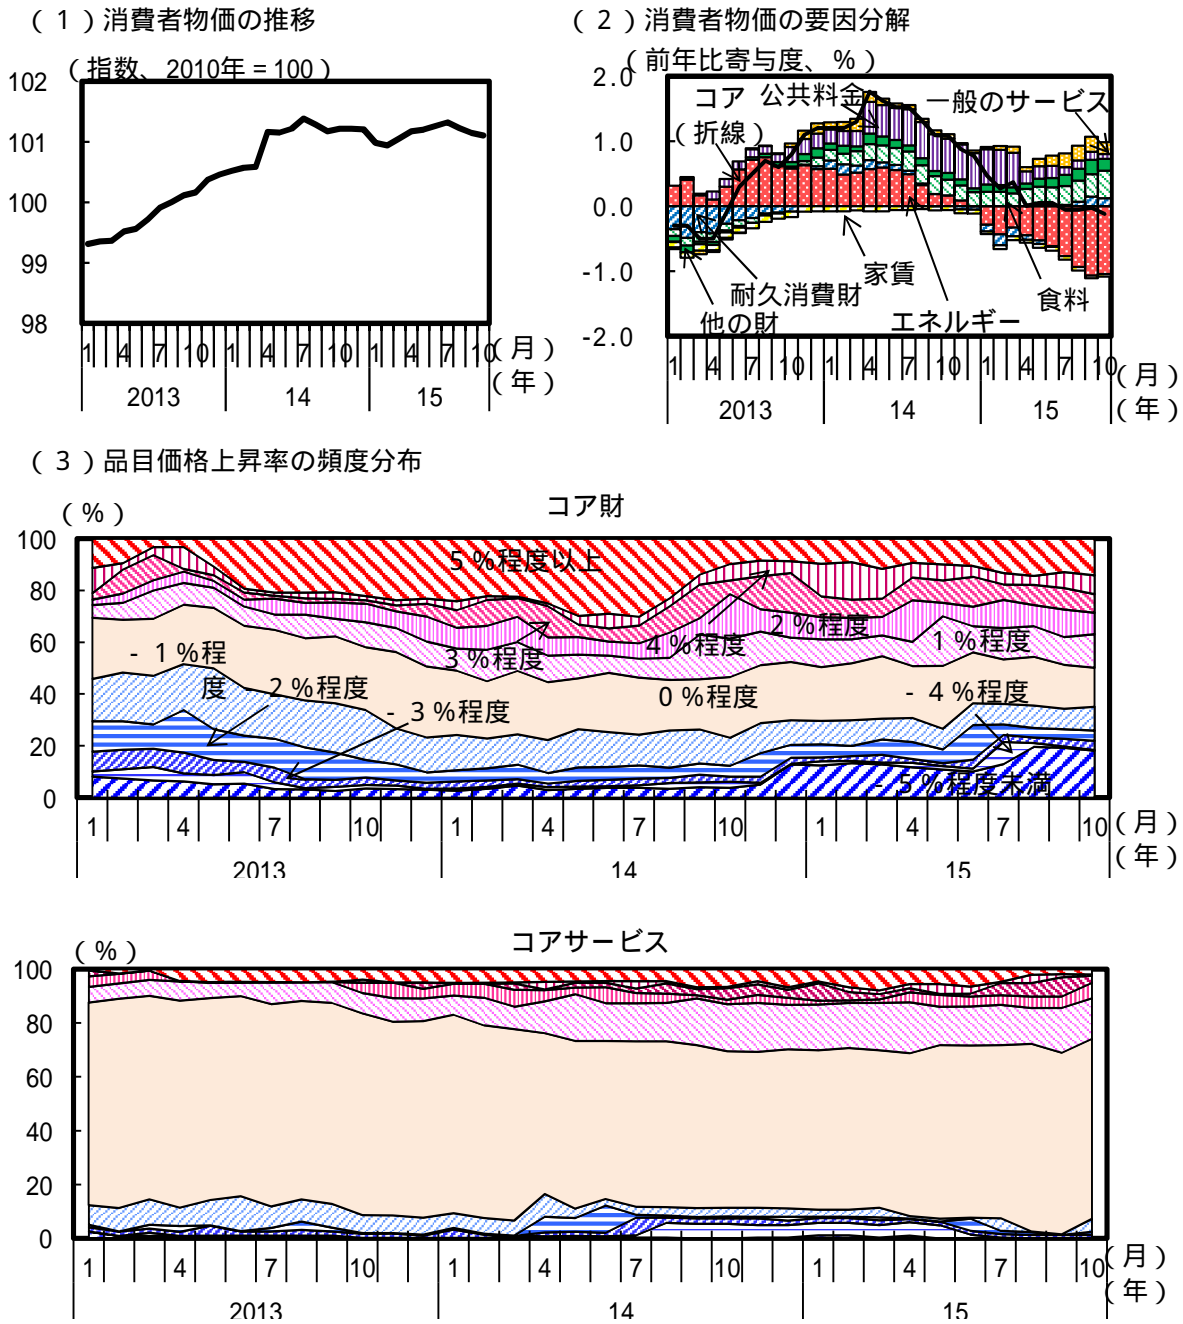 （１）消費者物価の推移
（指数、2010年＝100）
102
101
100
99
98
1 4 7 10 1 4 7 10 1 4 7 10（月）
2013 14 15（年）
（２）消費者物価の要因分解
（前年比寄与度、％）
2.0
1.0
0.0
-1.0
-2.0
コア
（折線）
公共料金
一般のサービス
家賃
耐久消費財
他の財
エネルギー
食料
1 4 7 10 1 4 7 10 1 4 7 10（月）
2013 14 15（年）
（３）品目価格上昇率の頻度分布
コア財
（％）
100
80
60
40
20
0
５％程度以上
４％程度
３％程度
２％程度
１％程度
０％程度
-１％程
度
２％程度
-３％程度
-４％程度
-５％程度未満
1 4 7 10 1 4 7 10 1 4 7 10（月）
2013 14 15（年）
コアサービス
（％）
100
80
60
40
20
0
1 4 7 10 1 4 7 10 1 4 7 10（月）
2013 14 15（年）